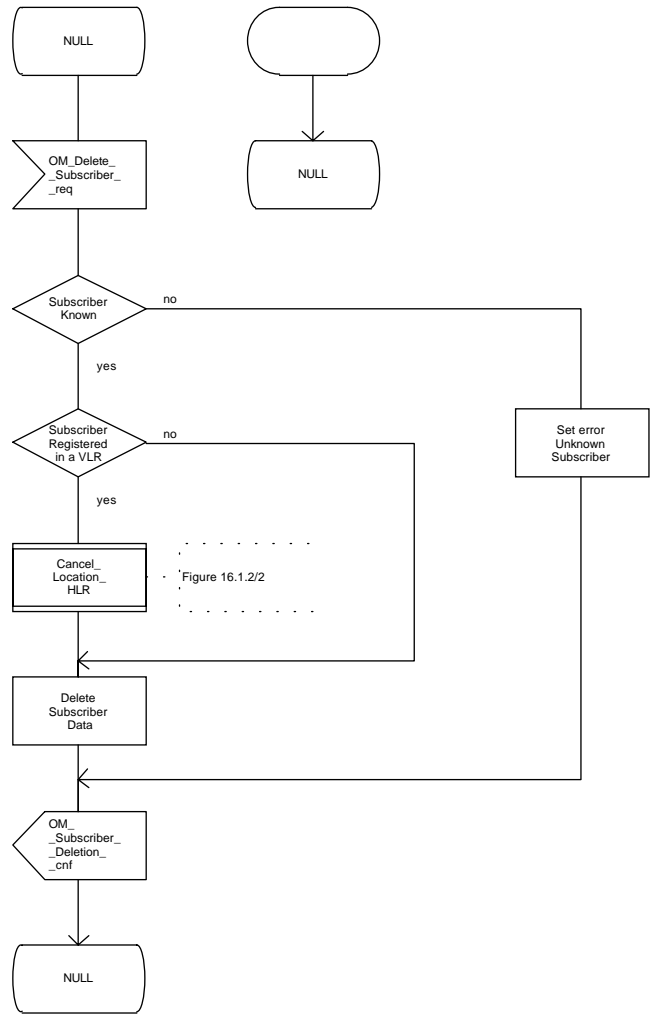 NULL
OM_Delete_
_Subscriber_
_req
NULL
Subscriber
Known
no
yes
Subscriber
Registered
in a VLR
no
Set error
Unknown
Subscriber
yes
Cancel_
Location_
HLR
Figure 16.1.2/2
Delete
Subscriber
Data
OM_
_Subscriber_
_Deletion_
_cnf
NULL